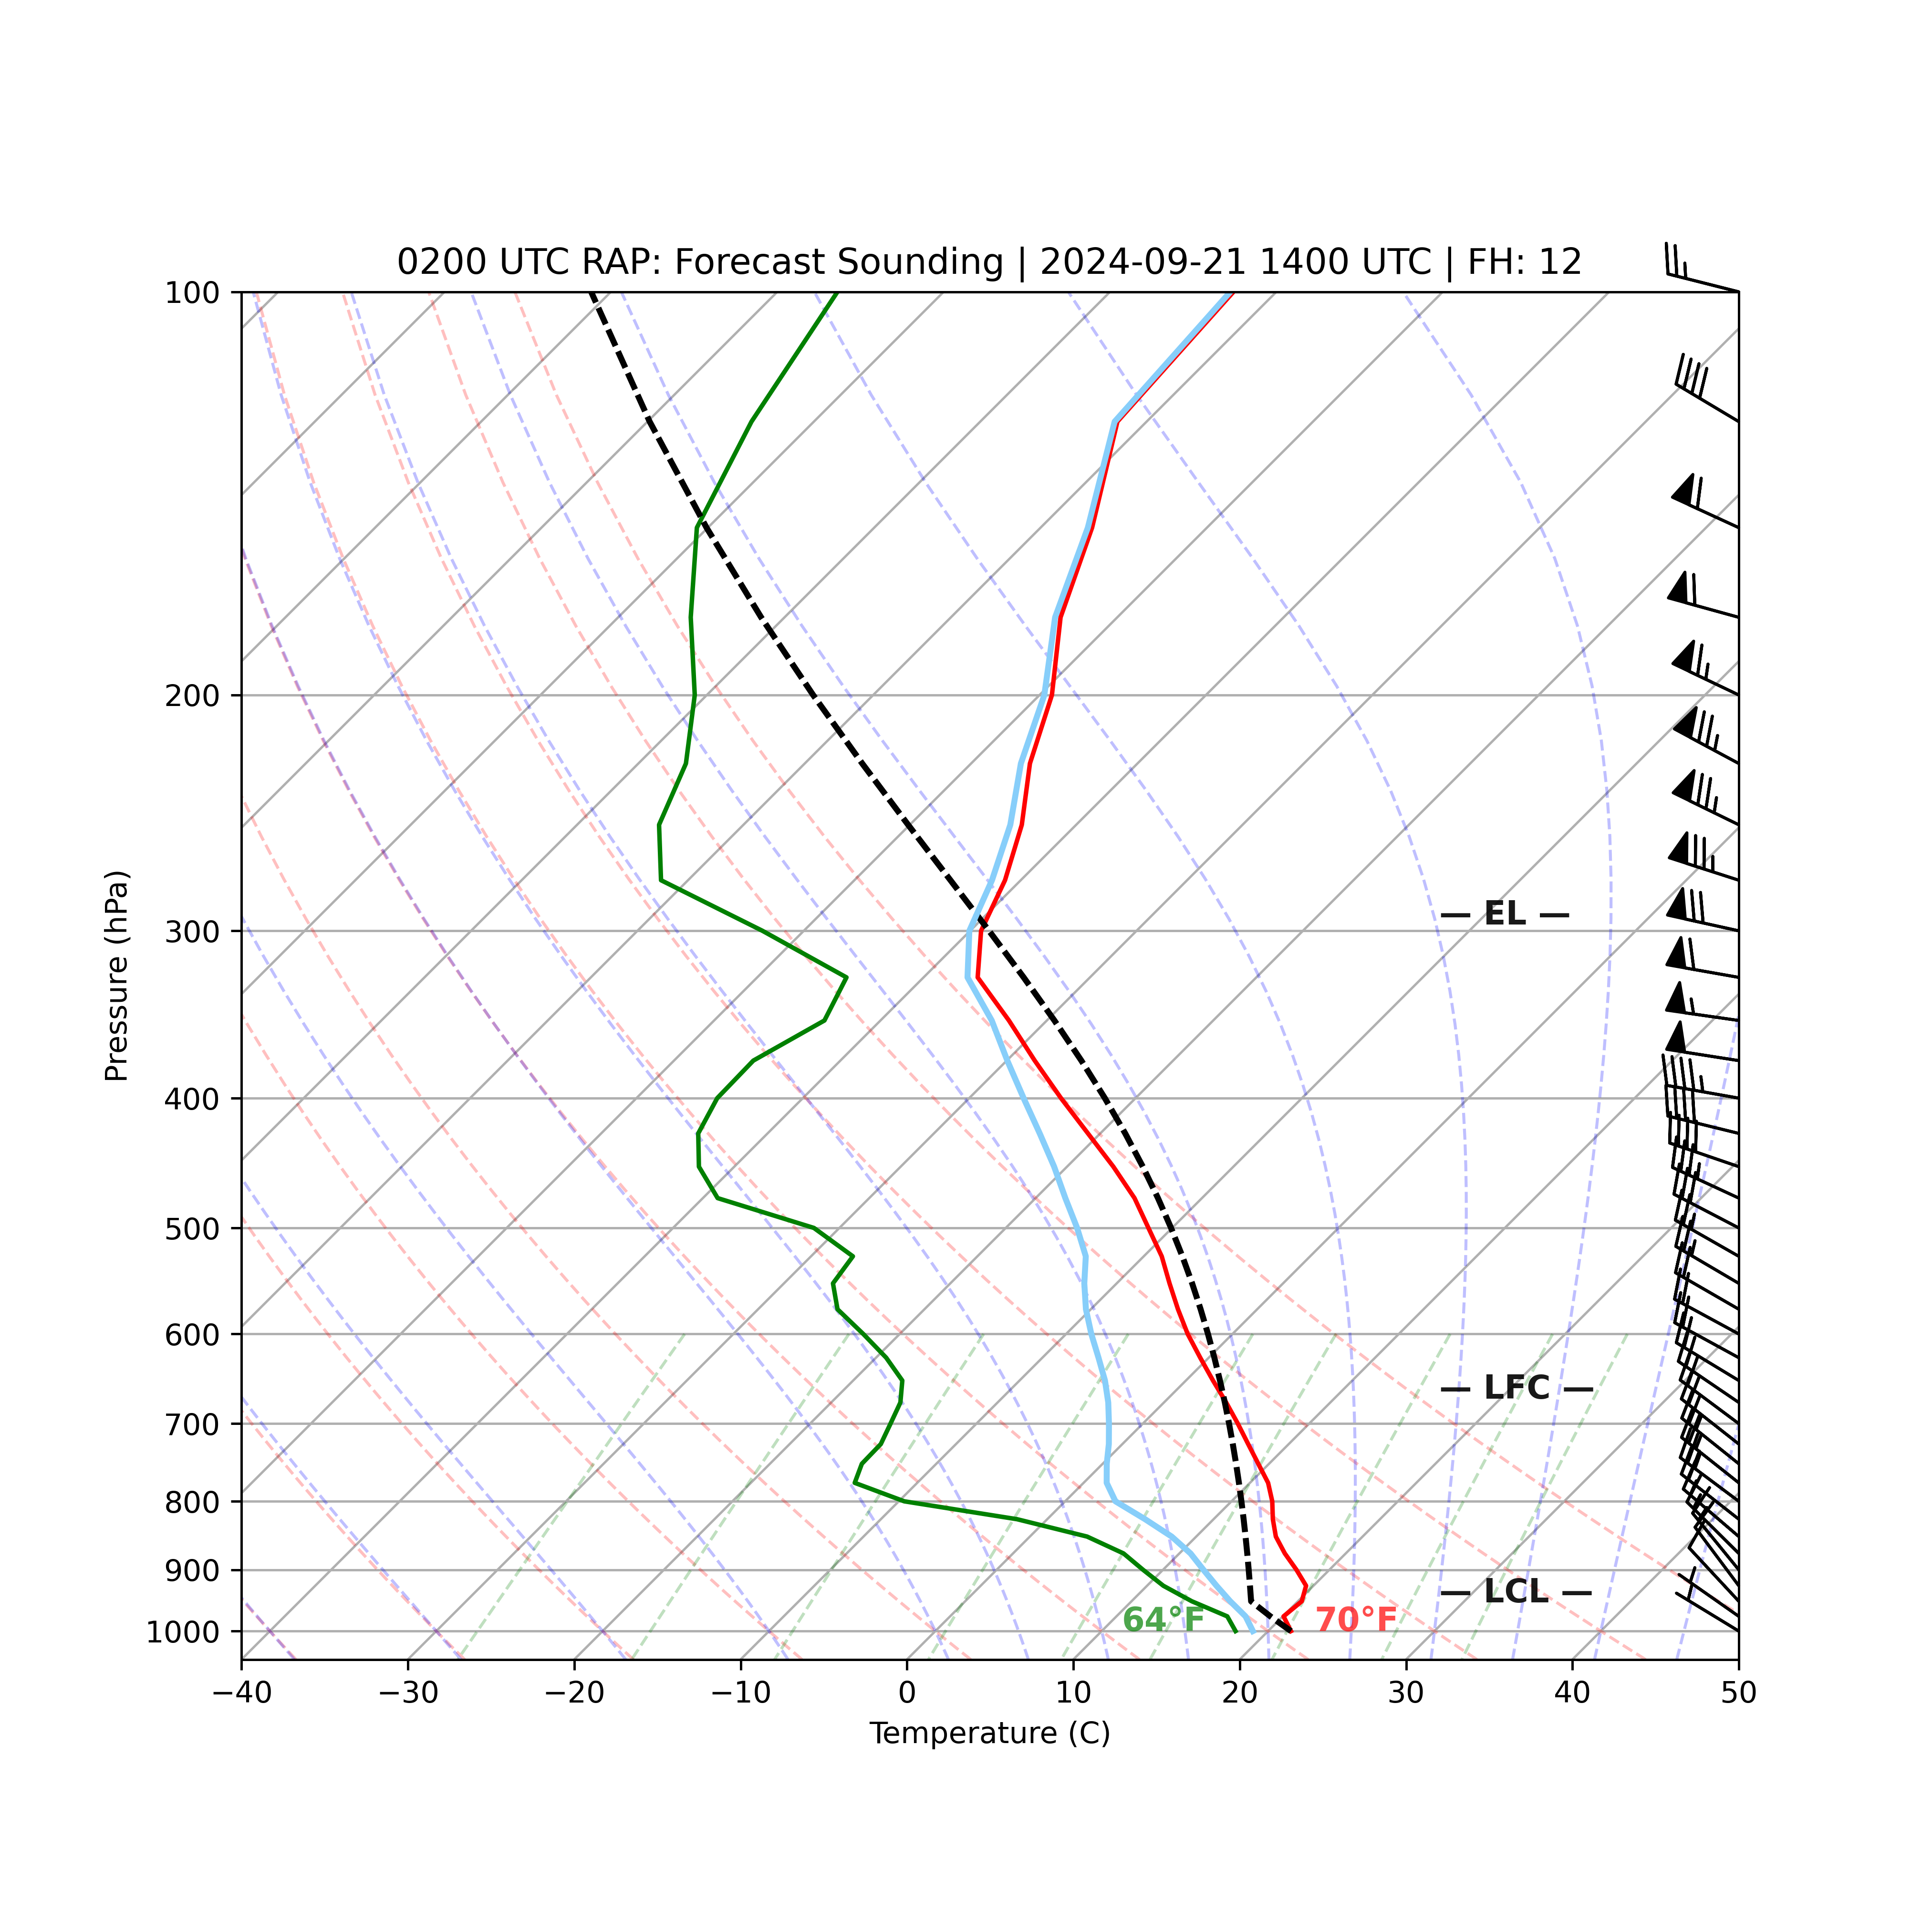 0200 UTC RAP: Forecast Sounding | 2024-09-21 1400 UTC | FH: 12
100
200
300
400
500
600
700
800
900
1000
Pressure (hPa)
— EL —
— LFC —
— LCL —
64°F
70°F
−40 −30 −20 −10 0 10 20 30 40 50
Temperature (C)